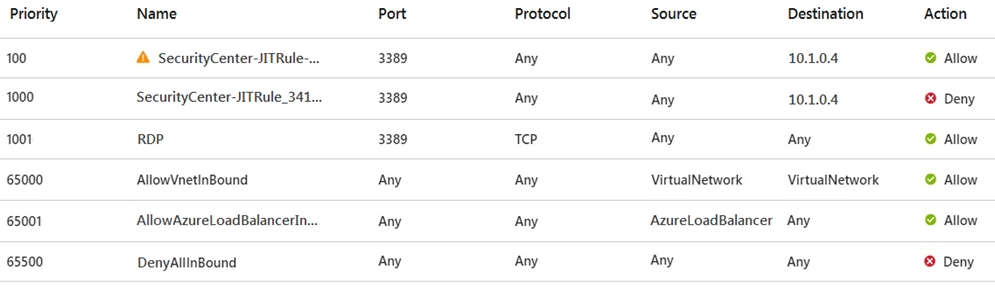 Priority Name Port Protocol Source Destination Action
100 SecurityCenter-JITRule-... 3389 Any Any 10.1.0.4 Allow
1000 SecurityCenter-JITRule_341... 3389 Any Any 10.1.0.4 Deny
1001 RDP 3389 TCP Any Any Allow
65000 AllowVnetInBound Any Any VirtualNetwork VirtualNetwork Allow
65001 AllowAzureLoadBalancerIn... Any Any AzureLoadBalancer Any Allow
65500 DenyAllInBound Any Any Any Any Deny